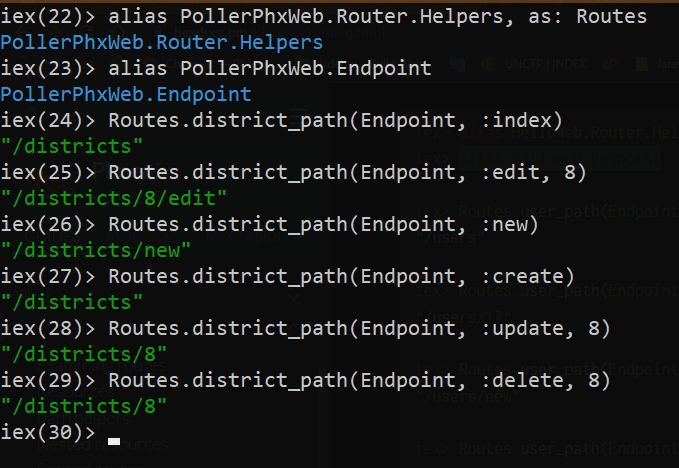 iex(22)> alias PollerPhxWeb.Router.Helpers, as: Routes
PollerPhxWeb.Router.Helpers
iex(23)> alias PollerPhxWeb.Endpoint
PollerPhxWeb.Endpoint
iex(24)> Routes.district_path(Endpoint, :index)
"/districts"
iex(25)> Routes.district_path(Endpoint, :edit, 8)
"/districts/8/edit"
iex(26)> Routes.district_path(Endpoint, :new)
"/districts/new"
iex(27)> Routes.district_path(Endpoint, :create)
"/districts"
iex(28)> Routes.district_path(Endpoint, :update, 8)
"/districts/8"
iex(29)> Routes.district_path(Endpoint, :delete, 8)
"/districts/8"
iex(30)>